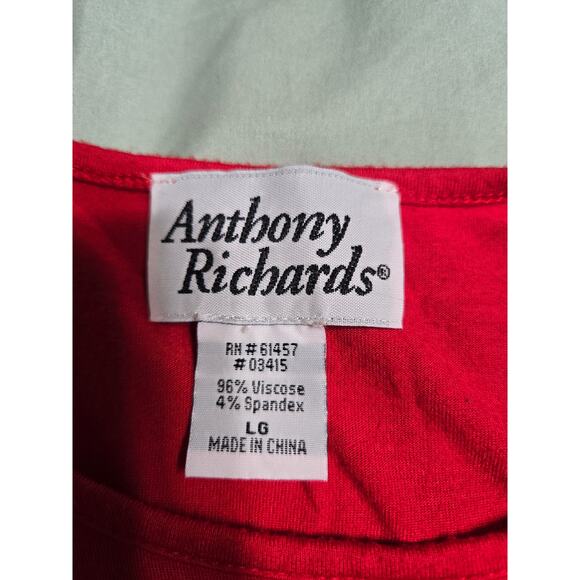 Anthony
Richards®
RN # 61457
# 03415
96% Viscose
4% Spandex
LG
MADE IN CHINA